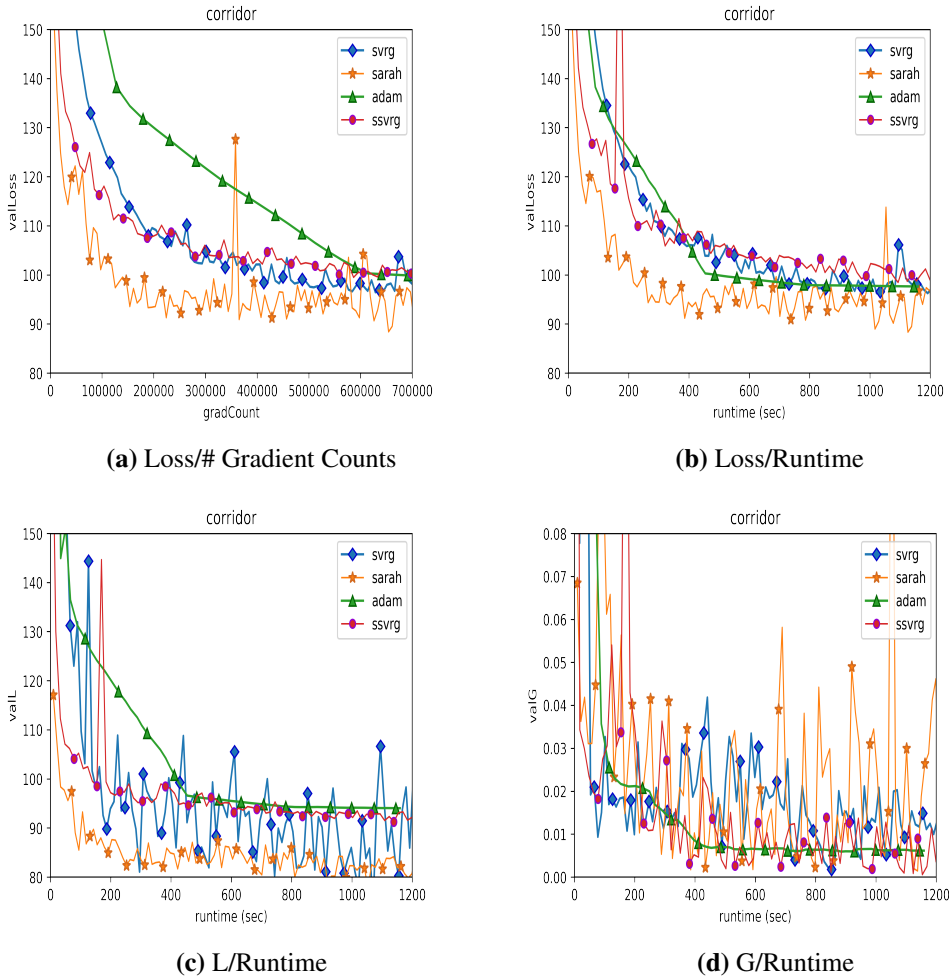 corridor
150
140
130
120
110
100
90
80
valLoss
svrg
sarah
adam
ssvrg
0 100000 200000 300000 400000 500000 600000 700000
gradCount
(a) Loss/# Gradient Counts
corridor
150
140
130
120
110
100
90
80
valLoss
svrg
sarah
adam
ssvrg
0 200 400 600 800 1000 1200
runtime (sec)
(b) Loss/Runtime
corridor
150
140
130
120
110
100
90
80
valL
svrg
sarah
adam
ssvrg
0 200 400 600 800 1000 1200
runtime (sec)
(c) L/Runtime
corridor
0.08
0.07
0.06
0.05
0.04
0.03
0.02
0.01
0.00
valG
svrg
sarah
adam
ssvrg
0 200 400 600 800 1000 1200
runtime (sec)
(d) G/Runtime